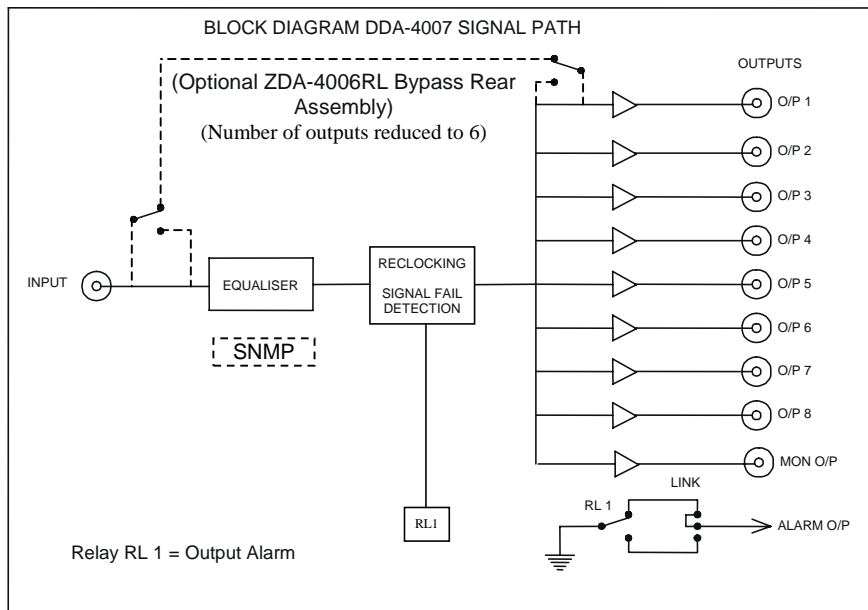 BLOCK DIAGRAM DDA-4007 SIGNAL PATH
OUTPUTS
(Optional ZDA-4006RL Bypass Rear
Assembly)
(Number of outputs reduced to 6)
O/P 1
O/P 2
O/P 3
O/P 4
INPUT
EQUALISER
RECLOCKING
SIGNAL FAIL
DETECTION
O/P 5
SNMP
O/P 6
O/P 7
O/P 8
MON O/P
LINK
RL 1
RL1
ALARM O/P
Relay RL 1 = Output Alarm